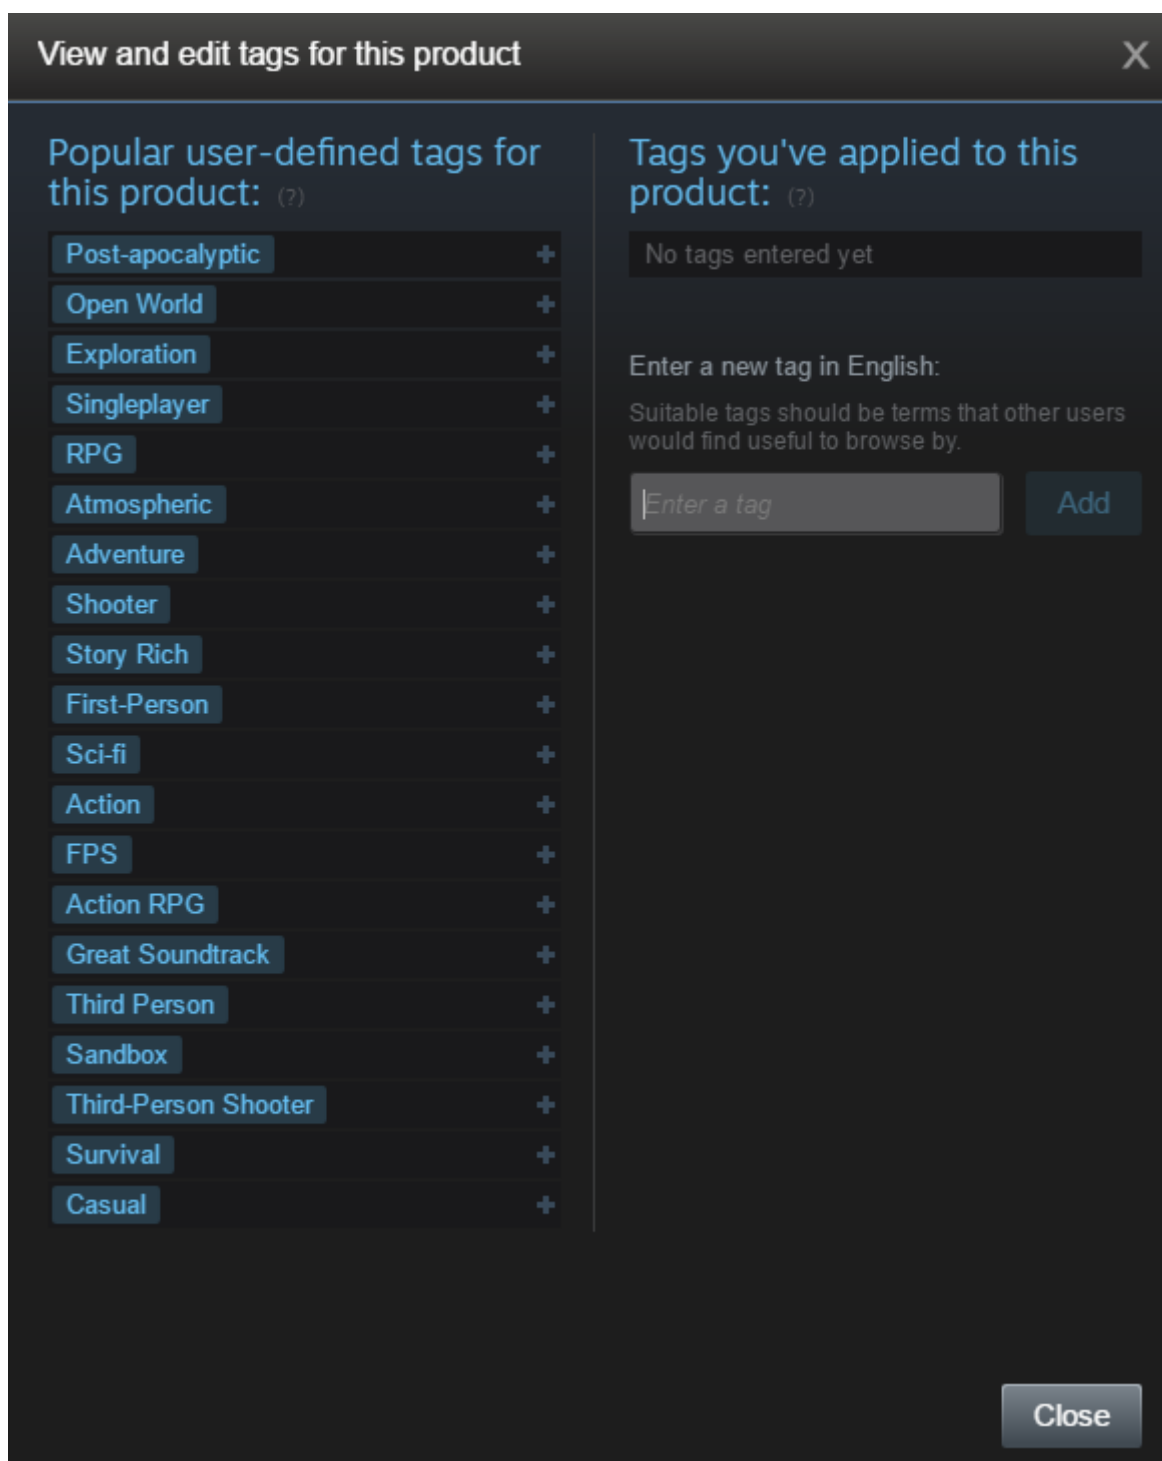 View and edit tags for this product
X
Popular user-defined tags for
this product: (?)
Post-apocalyptic
Open World
Exploration
Singleplayer
RPG
Atmospheric
Adventure
Shooter
Story Rich
First-Person
Sci-fi
Action
FPS
Action RPG
Great Soundtrack
Third Person
Sandbox
Third-Person Shooter
Survival
Casual
Tags you've applied to this
product: (?)
No tags entered yet
Enter a new tag in English:
Suitable tags should be terms that other users
would find useful to browse by.
Enter a tag
Add
Close